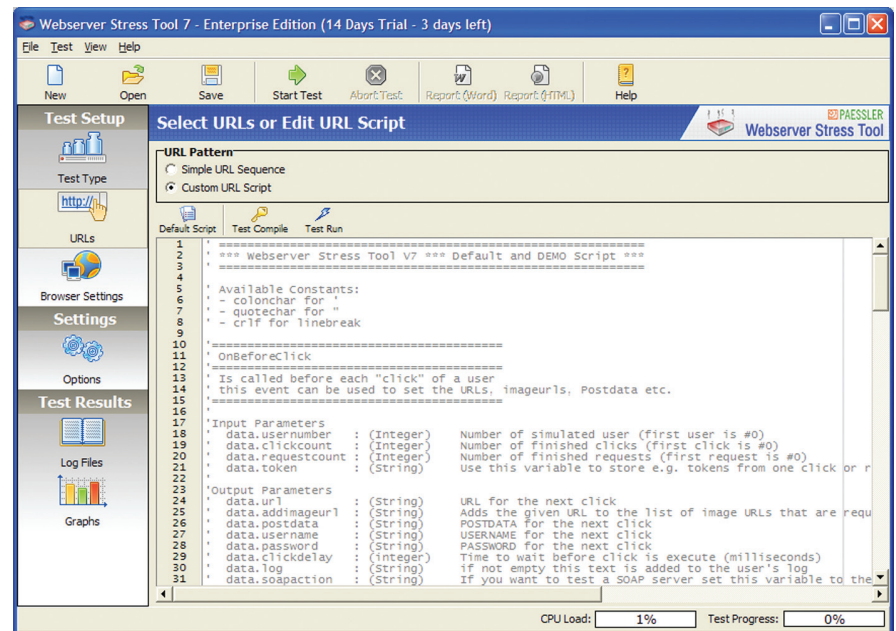 Webserver Stress Tool 7 - Enterprise Edition (14 Days Trial - 3 days left)
File Test View Help
New Open Save Start Test Abort Test Report (Word) Report (HTML) Help
Test Setup
Test Type
http://
URLs
Browser Settings
Settings
Options
Test Results
Log Files
Graphs
Select URLs or Edit URL Script
PAESSLER
Webserver Stress Tool
URL Pattern
Simple URL Sequence
Custom URL Script
Default Script Test Compile Test Run
1 ' ============================================================
2 ' *** Webserver Stress Tool V7 *** Default and DEMO Script ***
3 ' ============================================================
4 '
5 ' Available Constants:
6 ' - colonchar for '
7 ' - quotechar for "
8 ' - crlf for linebreak
9
10 '=========================================
11 ' OnBeforeClick
12 '=========================================
13 ' Is called before each "click" of a user
14 ' this event can be used to set the URLs, imageurls, Postdata etc.
15 '=========================================
16 '
17 'Input Parameters
18 ' data.usernumber : (Integer) Number of simulated user (first user is #0)
19 ' data.clickcount : (Integer) Number of finished clicks (first click is #0)
20 ' data.requestcount : (Integer) Number of finished requests (first request is #0)
21 ' data.token : (String) Use this variable to store e.g. tokens from one click or r
22 '
23 'Output Parameters
24 ' data.url : (String) URL for the next click
25 ' data.addimageurl : (String) Adds the given URL to the list of image URLs that are requ
26 ' data.postdata : (String) POSTDATA for the next click
27 ' data.username : (String) USERNAME for the next click
28 ' data.password : (String) PASSWORD for the next click
29 ' data.clickdelay : (integer) Time to wait before click is execute (milliseconds)
30 ' data.log : (String) if not empty this text is added to the user's log
31 ' data.soapaction : (String) If you want to test a SOAP server set this variable to the
CPU Load: 1% Test Progress: 0%